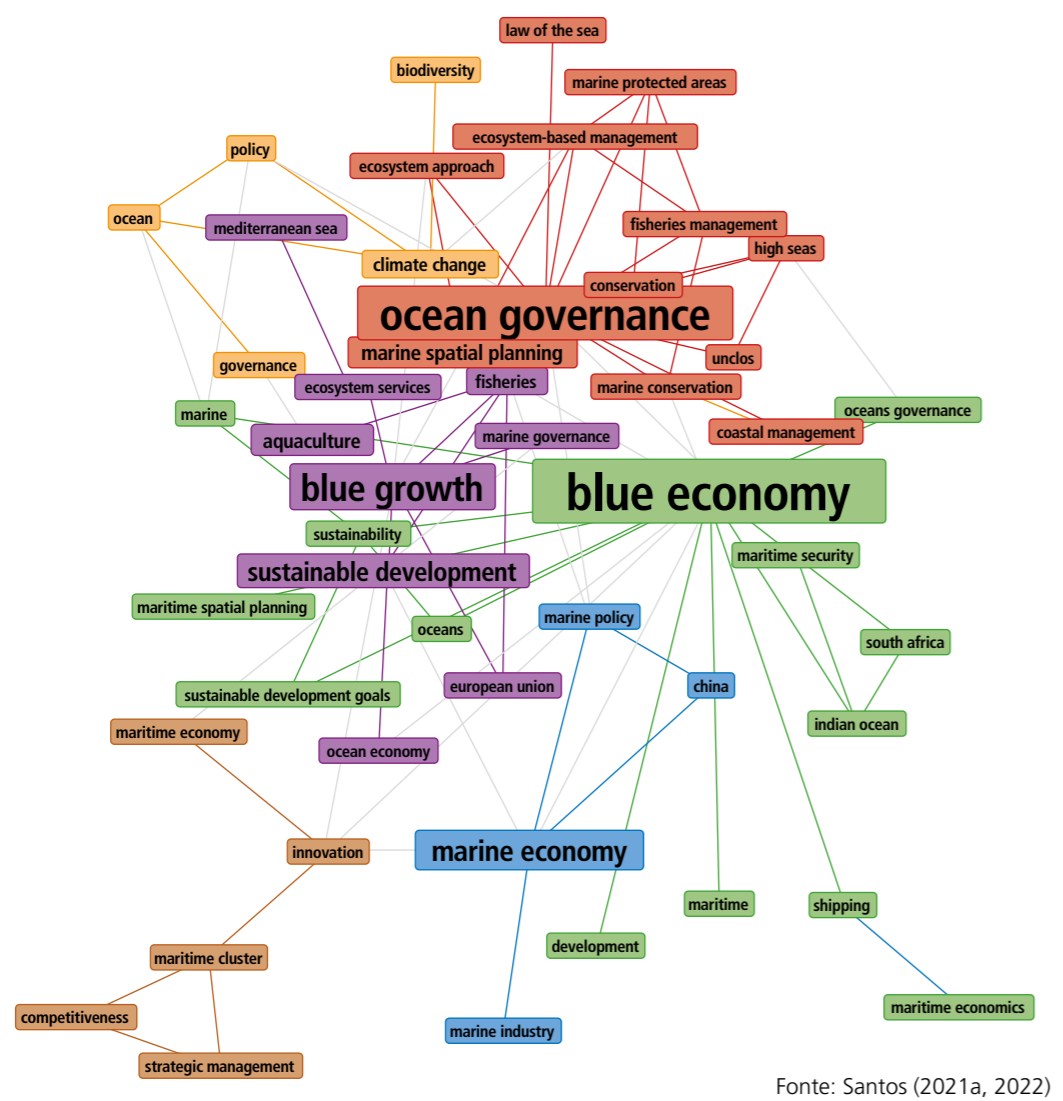 law of the sea
biodiversity
marine protected areas
ecosystem-based management
policy
ecosystem approach
ocean
mediterranean sea
fisheries management
high seas
climate change
conservation
ocean governance
marine spatial planning
unclos
governance
ecosystem services
fisheries
marine conservation
marine
oceans governance
aquaculture
marine governance
coastal management
blue growth
blue economy
sustainability
maritime security
sustainable development
maritime spatial planning
marine policy
oceans
south africa
sustainable development goals
european union
china
indian ocean
maritime economy
ocean economy
innovation
marine economy
maritime
shipping
development
maritime cluster
maritime economics
competitiveness
marine industry
strategic management
Fonte: Santos (2021a, 2022)